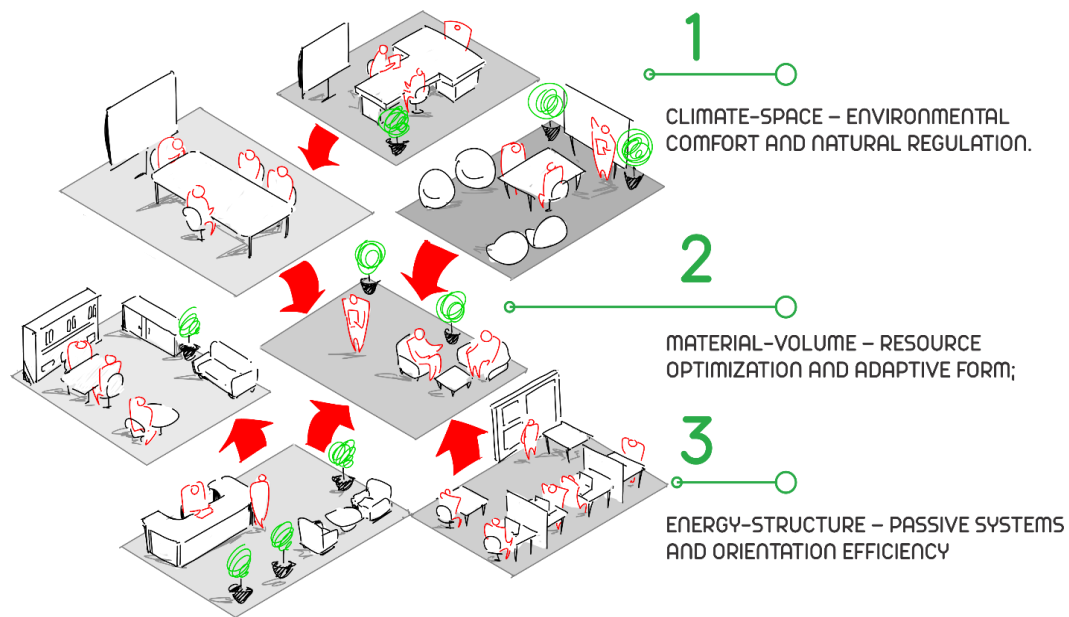 1
CLIMATE-SPACE – ENVIRONMENTAL
COMFORT AND NATURAL REGULATION.
2
MATERIAL-VOLUME – RESOURCE
OPTIMIZATION AND ADAPTIVE FORM;
3
ENERGY-STRUCTURE – PASSIVE SYSTEMS
AND ORIENTATION EFFICIENCY